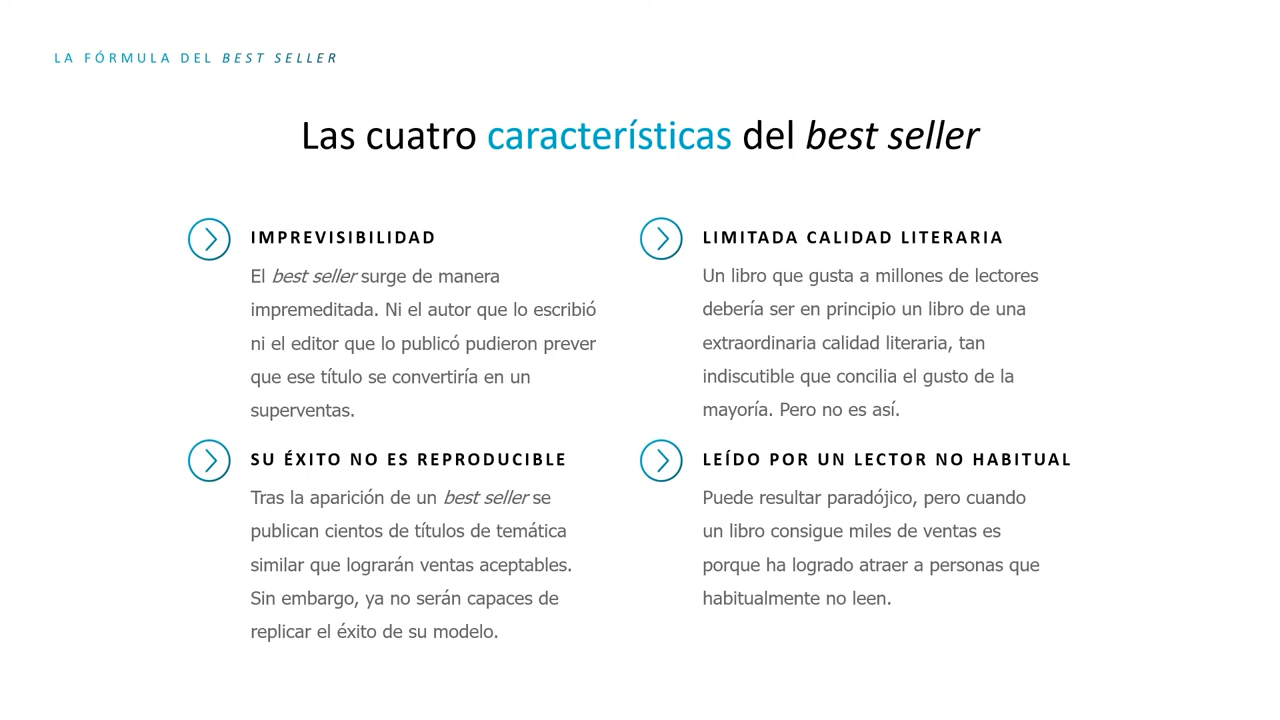 LA FÓRMULA DEL BEST SELLER
Las cuatro características del best seller
IMPREVISIBILIDAD
El best seller surge de manera
impremeditada. Ni el autor que lo escribió
ni el editor que lo publicó pudieron prever
que ese título se convertiría en un
superventas.
LIMITADA CALIDAD LITERARIA
Un libro que gusta a millones de lectores
debería ser en principio un libro de una
extraordinaria calidad literaria, tan
indiscutible que concilia el gusto de la
mayoría. Pero no es así.
SU ÉXITO NO ES REPRODUCIBLE
Tras la aparición de un best seller se
publican cientos de títulos de temática
similar que lograrán ventas aceptables.
Sin embargo, ya no serán capaces de
replicar el éxito de su modelo.
LEÍDO POR UN LECTOR NO HABITUAL
Puede resultar paradójico, pero cuando
un libro consigue miles de ventas es
porque ha logrado atraer a personas que
habitualmente no leen.